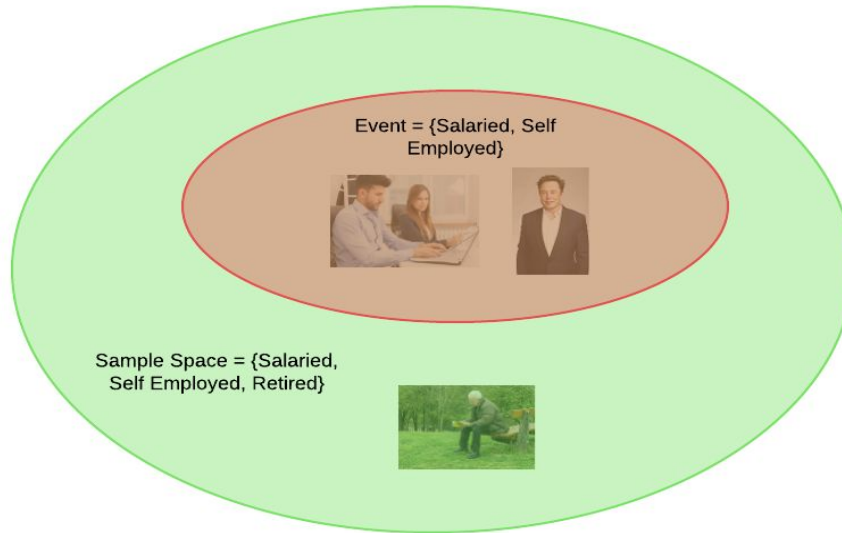 Event = {Salaried, Self
Employed}
Sample Space = {Salaried,
Self Employed, Retired}